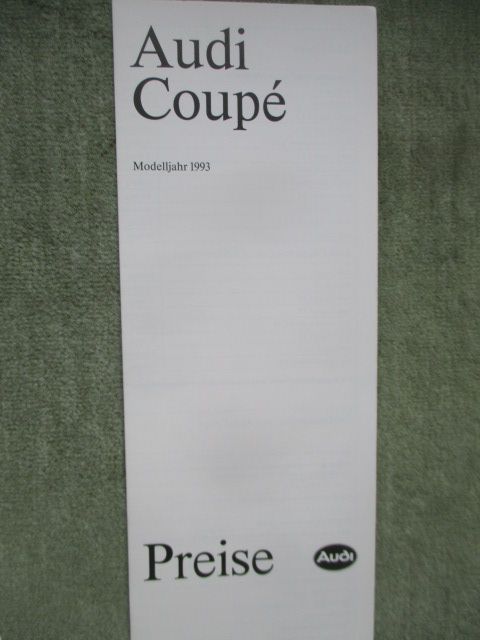 Audi
Coupé
Modelljahr 1993
Preise
Audi